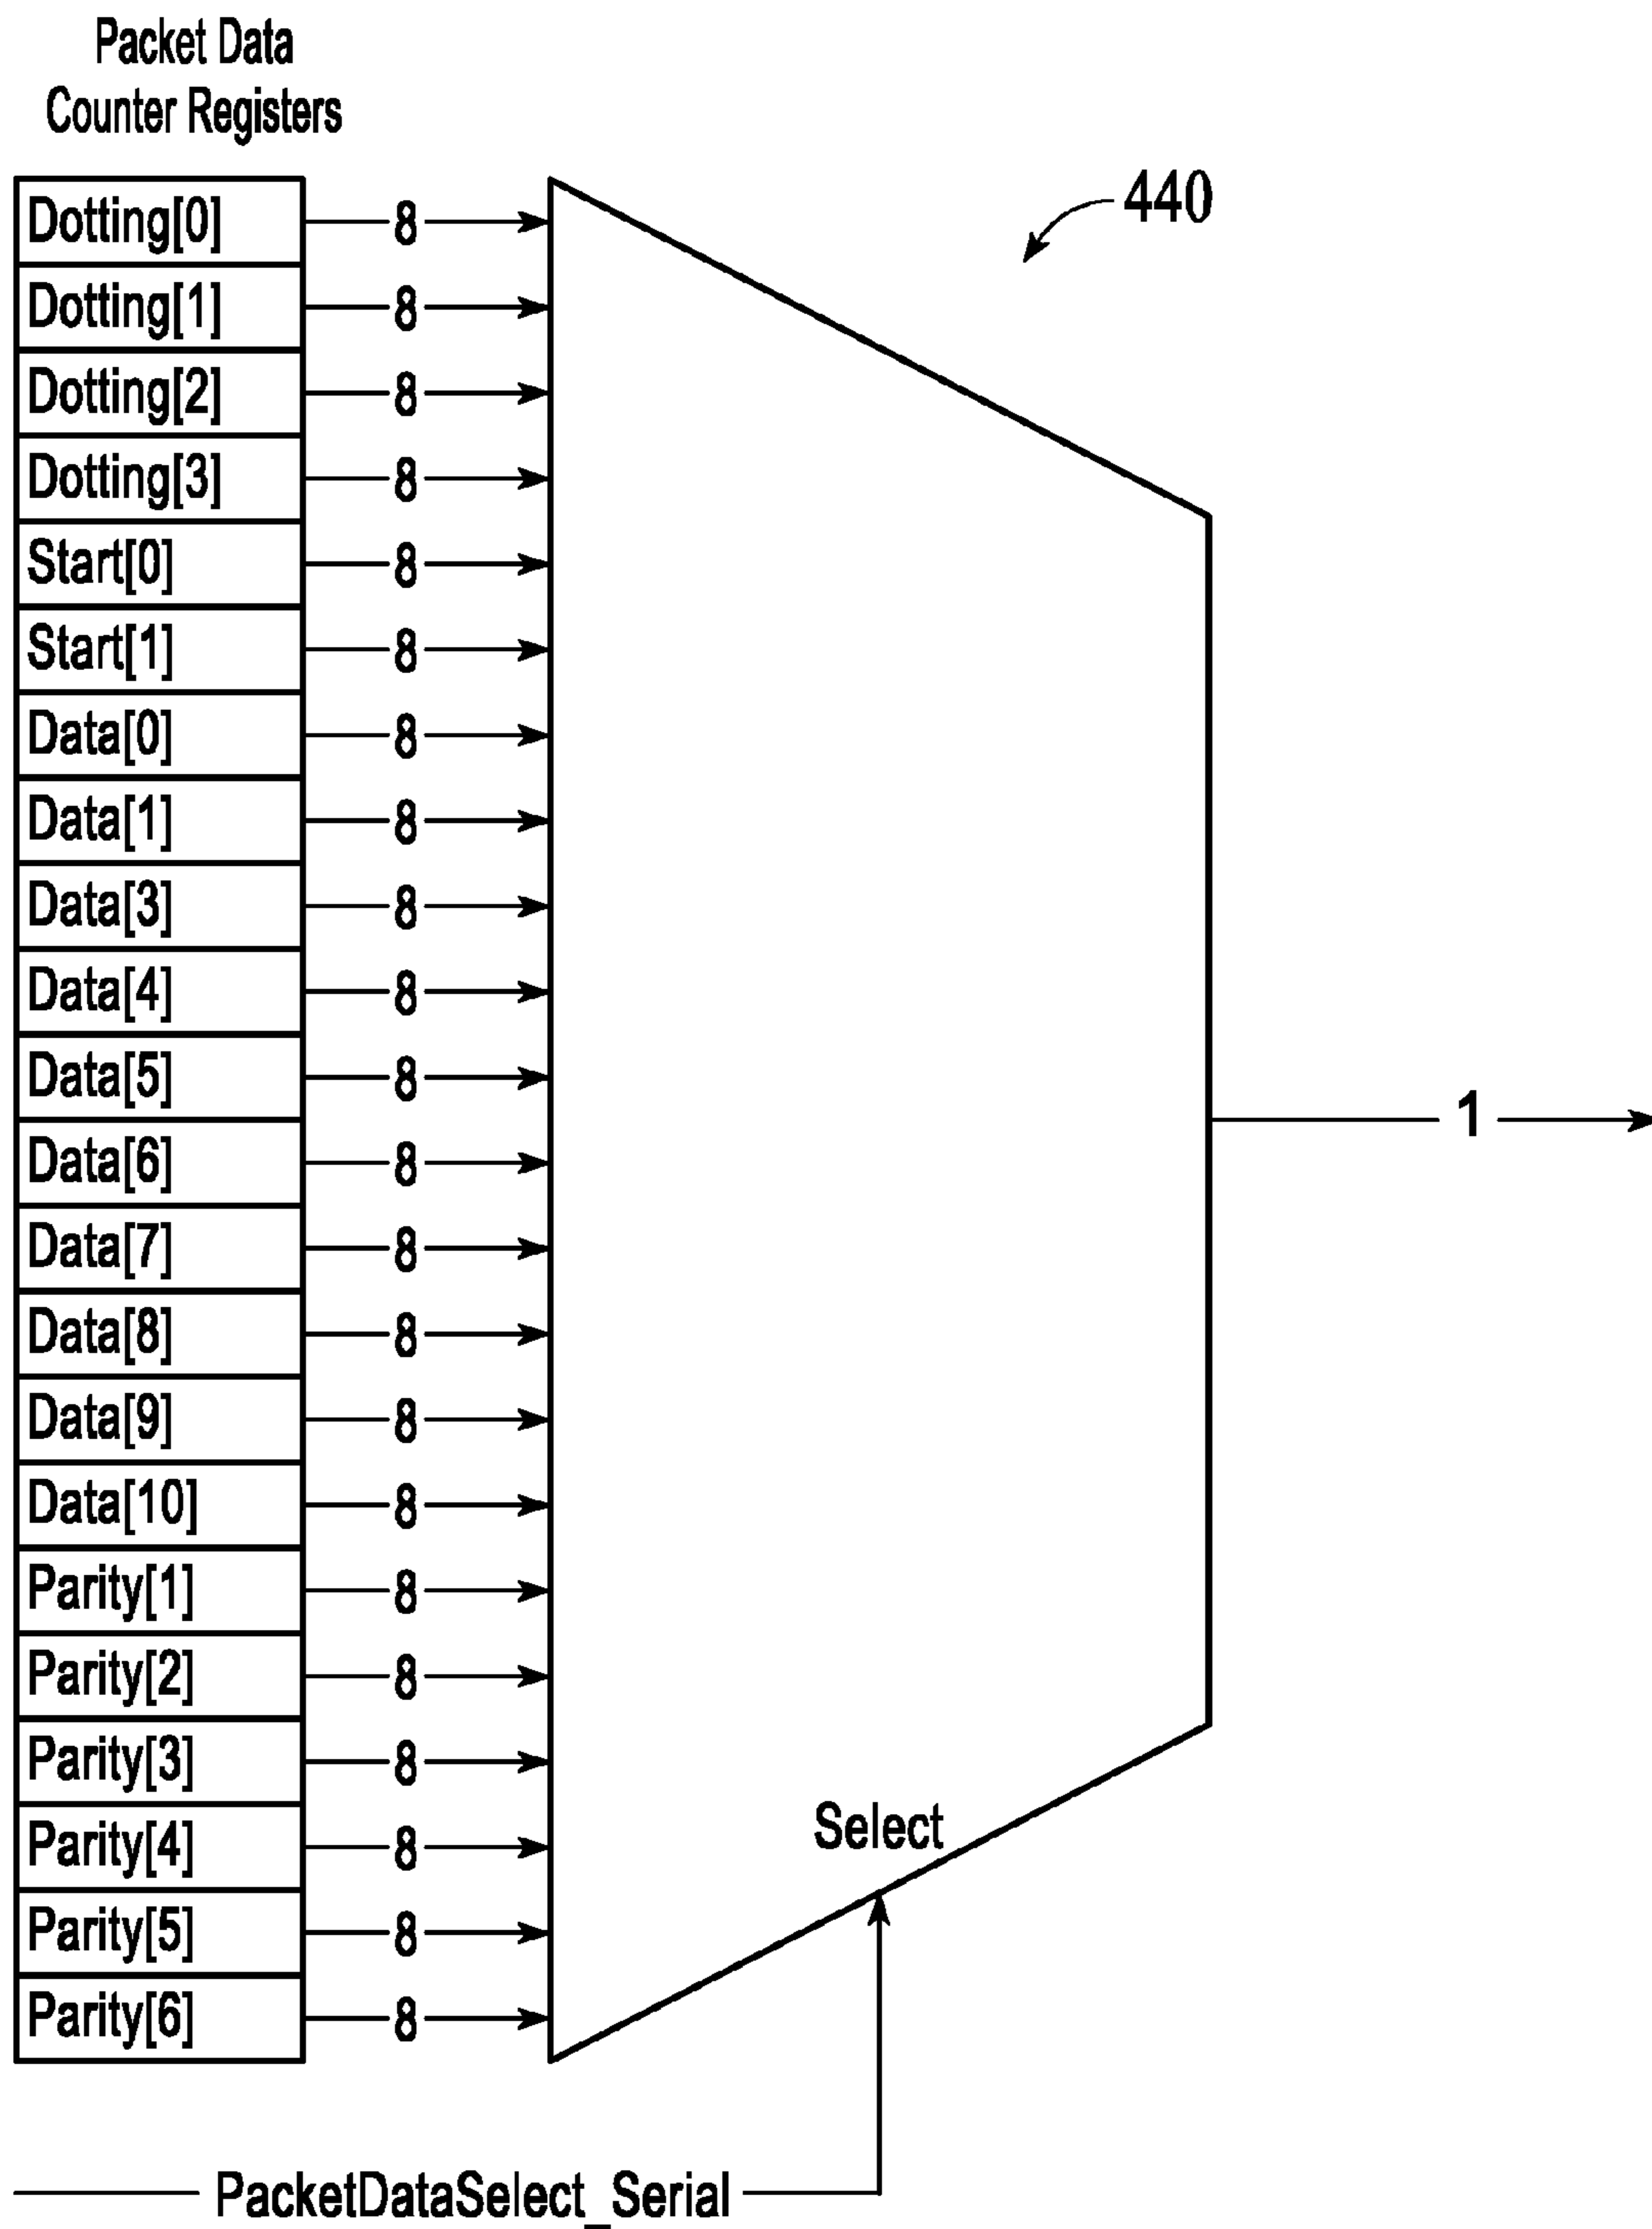 Packet Data
Counter Registers
440
Dotting[0] 8
Dotting[1] 8
Dotting[2] 8
Dotting[3] 8
Start[0] 8
Start[1] 8
Data[0] 8
Data[1] 8
Data[3] 8
Data[4] 8
Data[5] 8
1
Data[6] 8
Data[7] 8
Data[8] 8
Data[9] 8
Data[10] 8
Parity[1] 8
Parity[2] 8
Parity[3] 8
Parity[4] 8
Select
Parity[5] 8
Parity[6] 8
PacketDataSelect_Serial